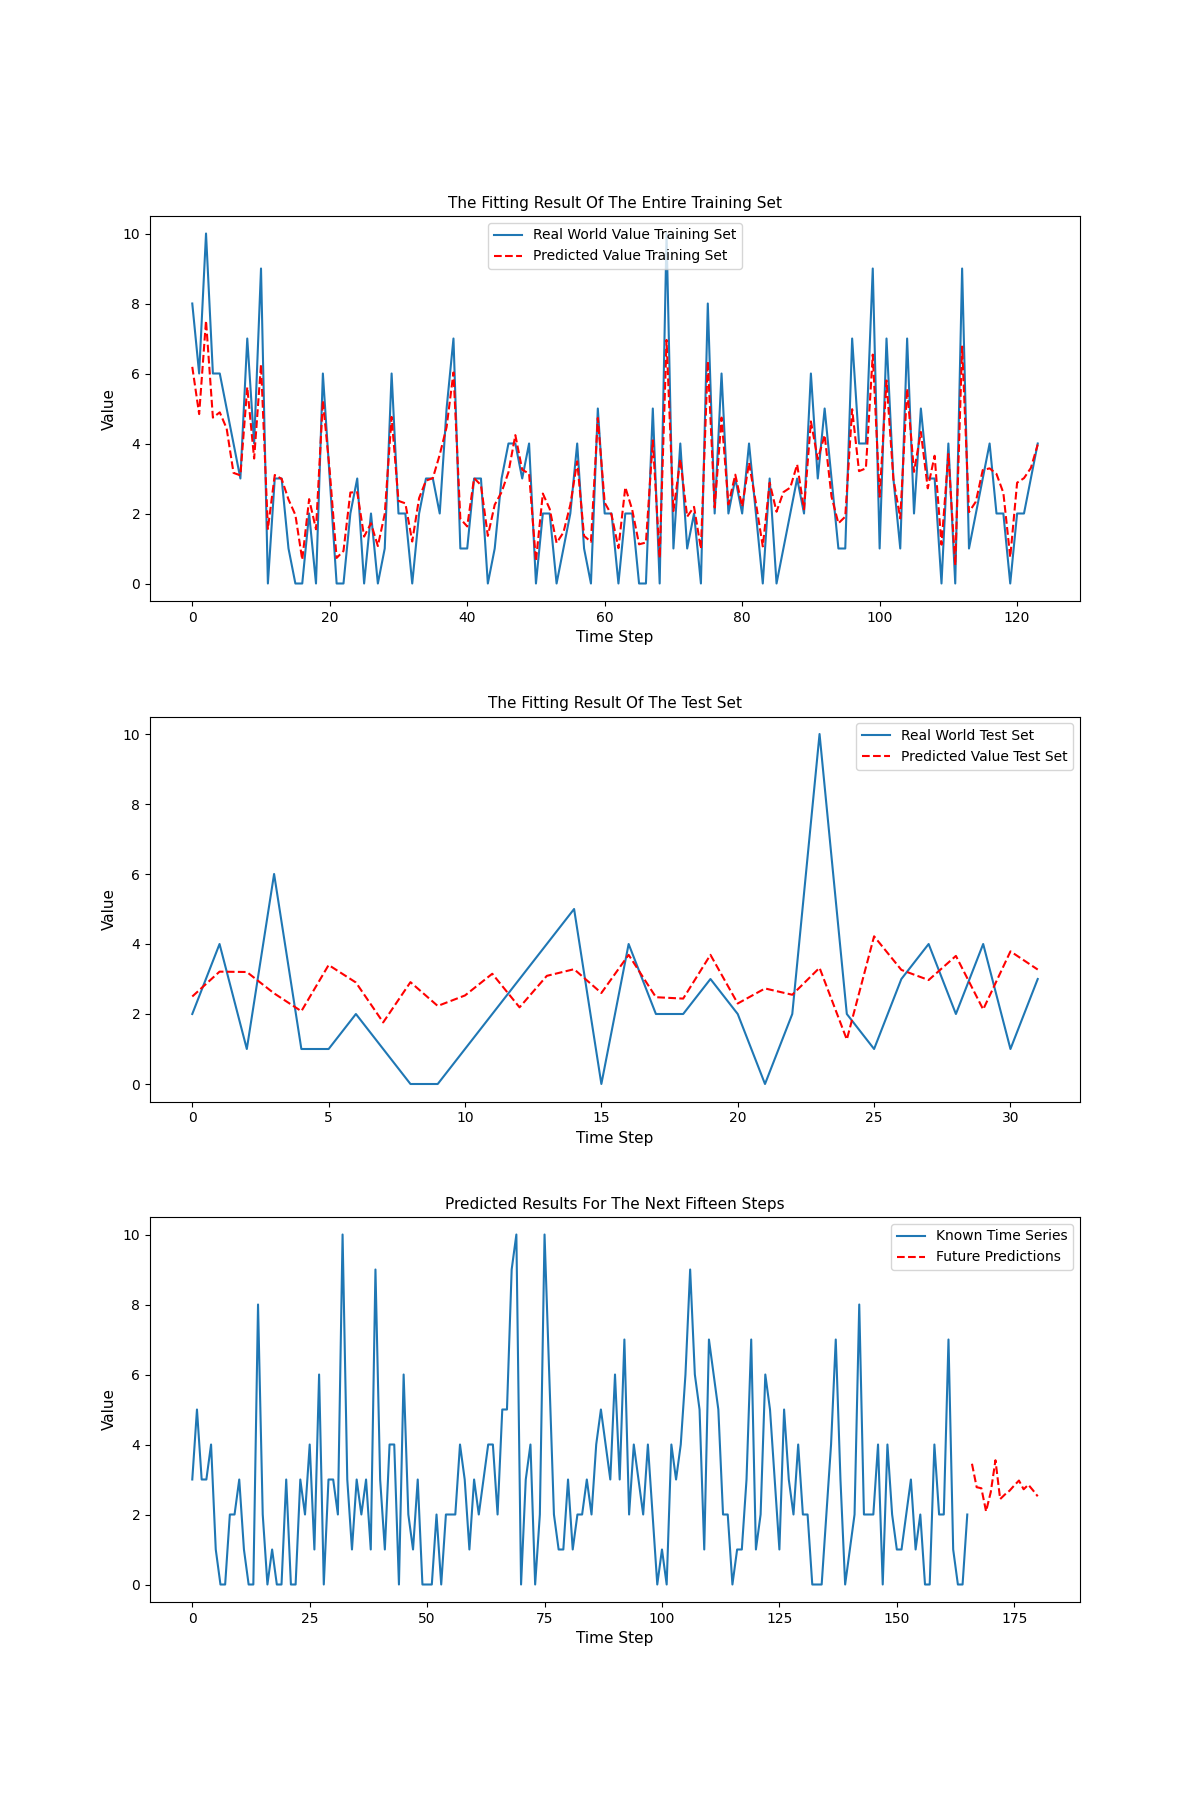 The Fitting Result Of The Entire Training Set
Real World Value Training Set
Predicted Value Training Set
Value
10
8
6
4
2
0
0 20 40 60 80 100 120
Time Step
The Fitting Result Of The Test Set
Real World Test Set
Predicted Value Test Set
Value
10
8
6
4
2
0
0 5 10 15 20 25 30
Time Step
Predicted Results For The Next Fifteen Steps
Known Time Series
Future Predictions
Value
10
8
6
4
2
0
0 25 50 75 100 125 150 175
Time Step